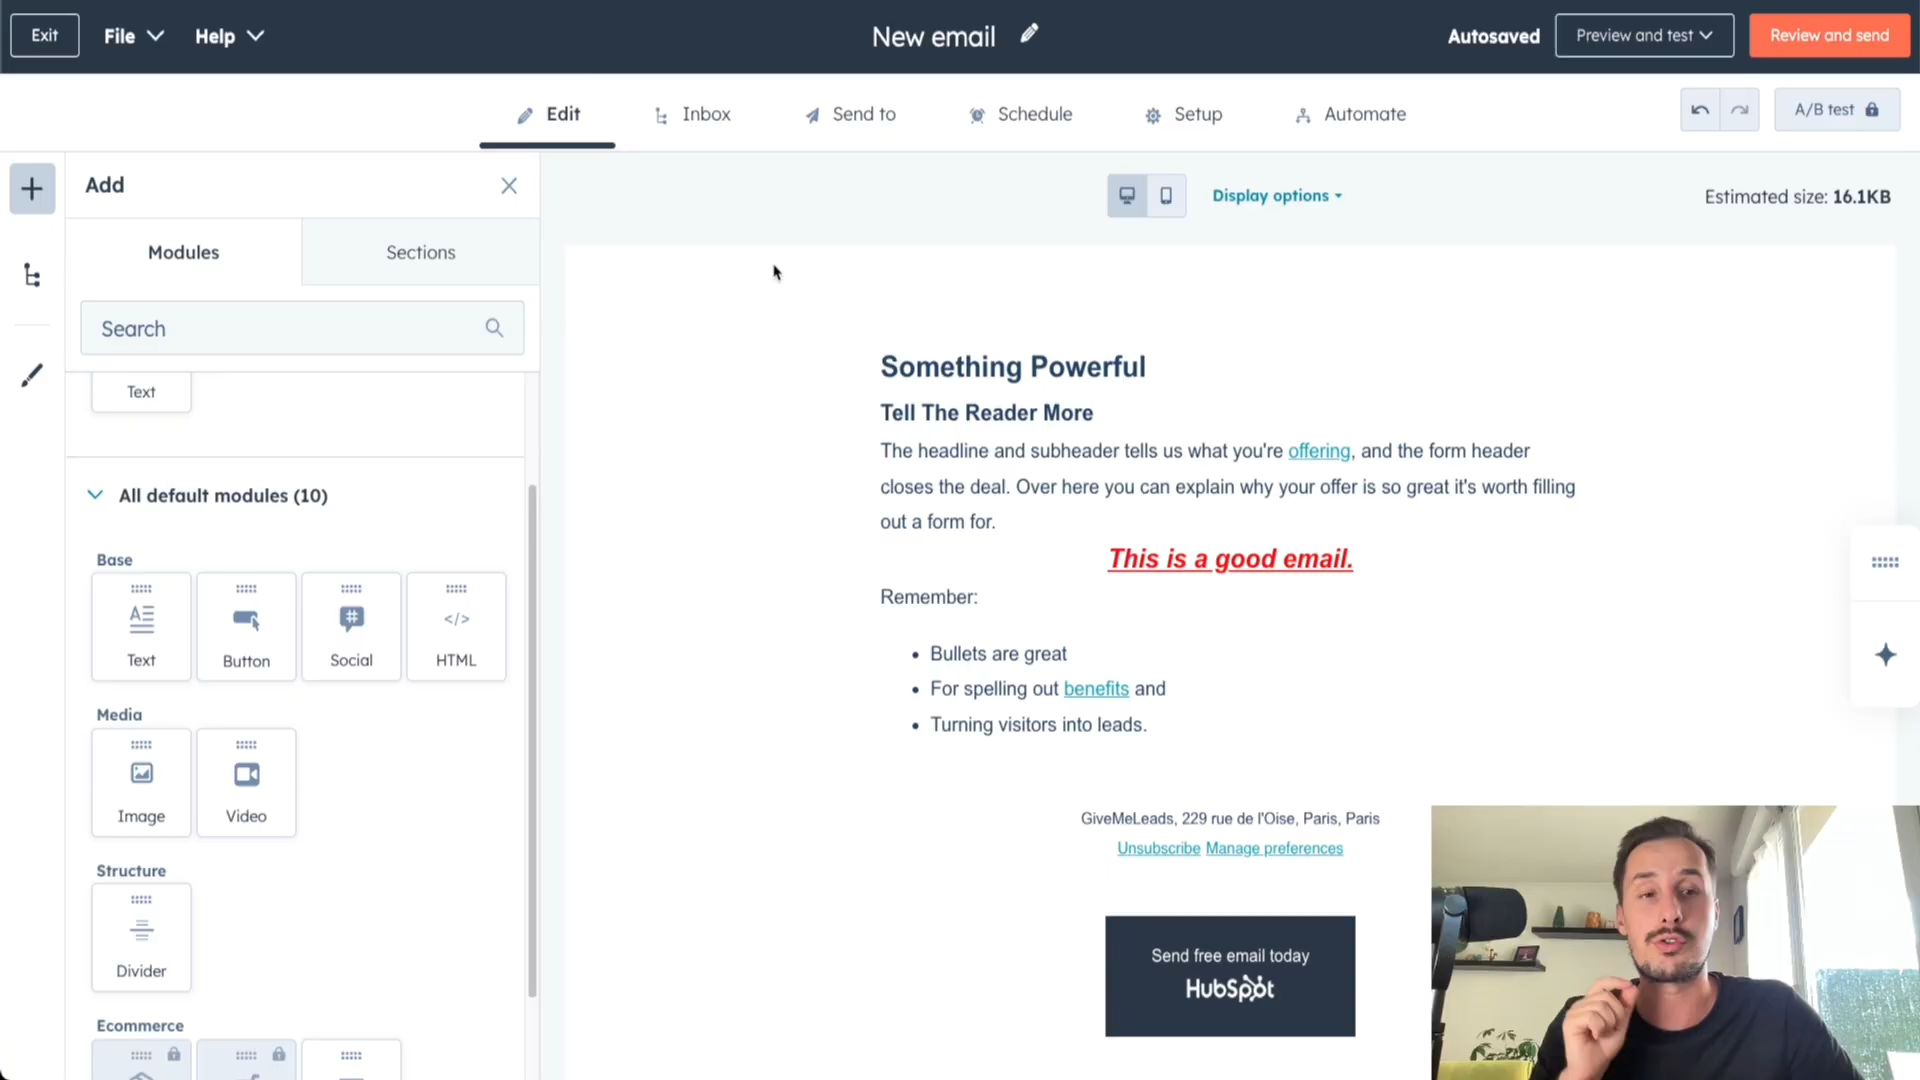 Exit
File
Help
New email
Autosaved
Preview and test
Review and send
Edit
Inbox
Send to
Schedule
Setup
Automate
A/B test
Add
Display options
Estimated size: 16.1KB
Modules
Sections
Search
Text
All default modules (10)
Base
Text
Button
Social
HTML
Media
Image
Video
Structure
Divider
Ecommerce
Something Powerful
Tell The Reader More
The headline and subheader tells us what you're offering, and the form header
closes the deal. Over here you can explain why your offer is so great it's worth filling
out a form for.
This is a good email.
Remember:
• Bullets are great
• For spelling out benefits and
• Turning visitors into leads.
GiveMeLeads, 229 rue de l'Oise, Paris, Paris
Unsubscribe Manage preferences
Send free email today
HubSpot